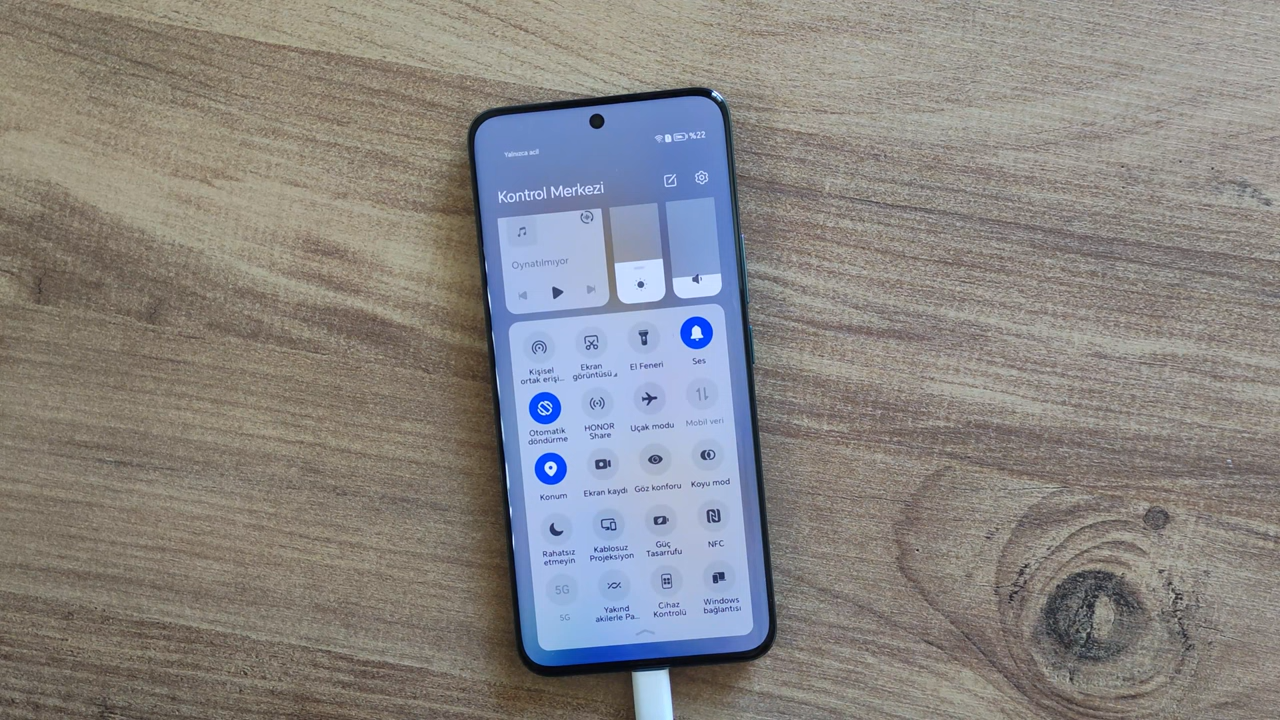 Yalnızca acil
%22
Kontrol Merkezi
Oynatılmıyor
Kişisel
ortak erişi...
Ekran
görüntüsü
El Feneri
Ses
Otomatik
döndürme
HONOR
Share
Uçak modu
Mobil veri
Konum
Ekran kaydı
Göz konforu
Koyu mod
Rahatsız
etmeyin
Kablosuz
Projeksiyon
Güç
Tasarrufu
NFC
5G
5G
Yakınd
akilerle Pa...
Cihaz
Kontrolü
Windows
bağlantısı